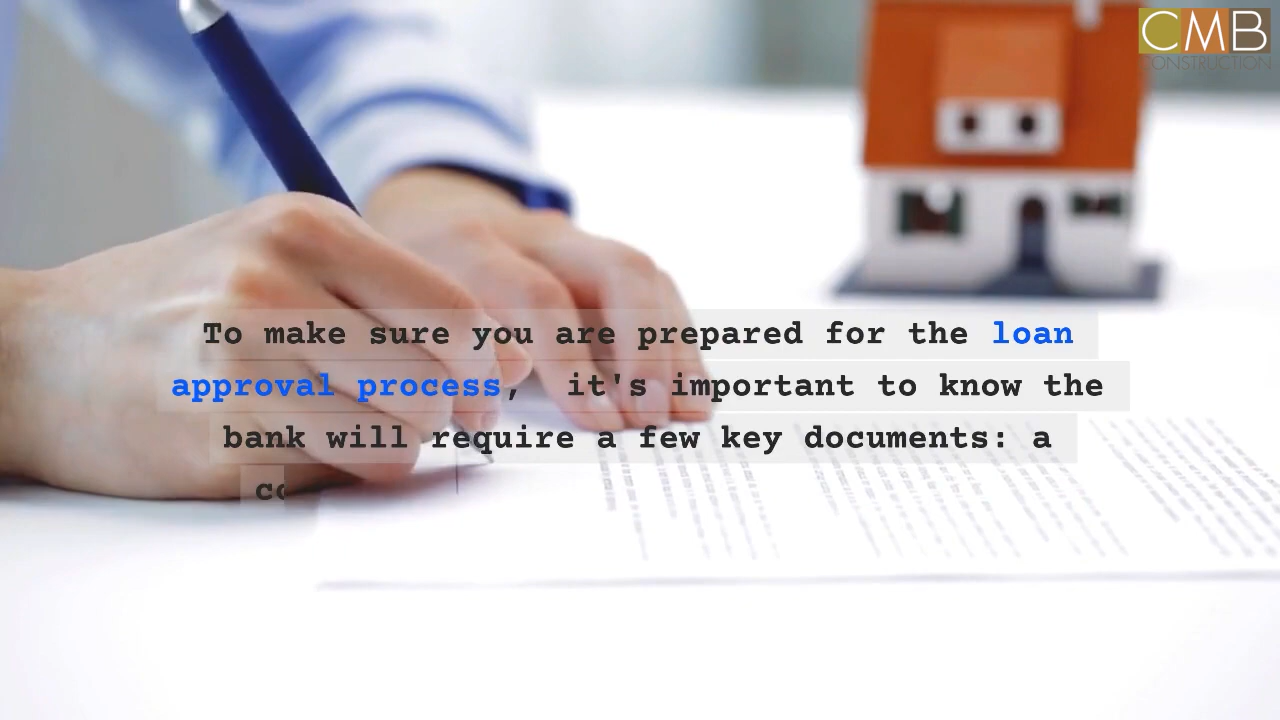 CMB
CONSTRUCTION
To make sure you are prepared for the loan
approval process, it's important to know the
bank will require a few key documents: a
co